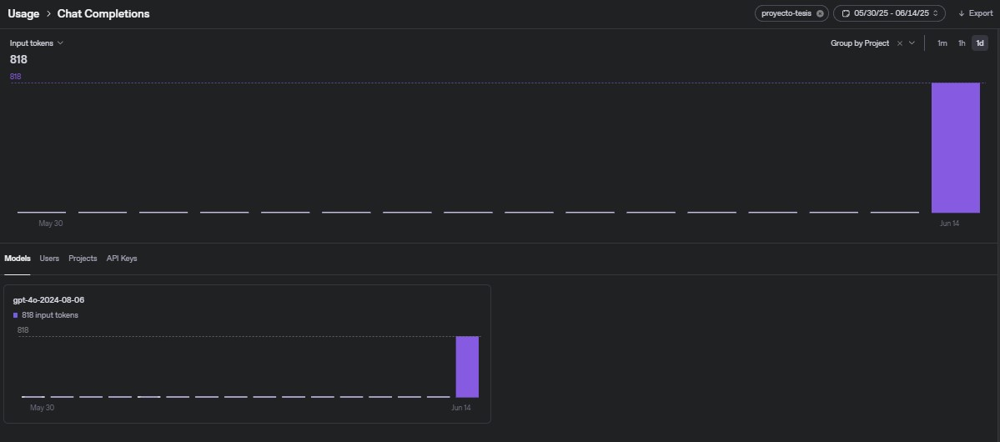 Usage > Chat Completions
proyecto-tesis
05/30/25 - 06/14/25
Export
Input tokens
Group by Project
1m 1h 1d
818
818
May 30
Jun 14
Models Users Projects API Keys
gpt-4o-2024-08-06
818 input tokens
818
May 30
Jun 14